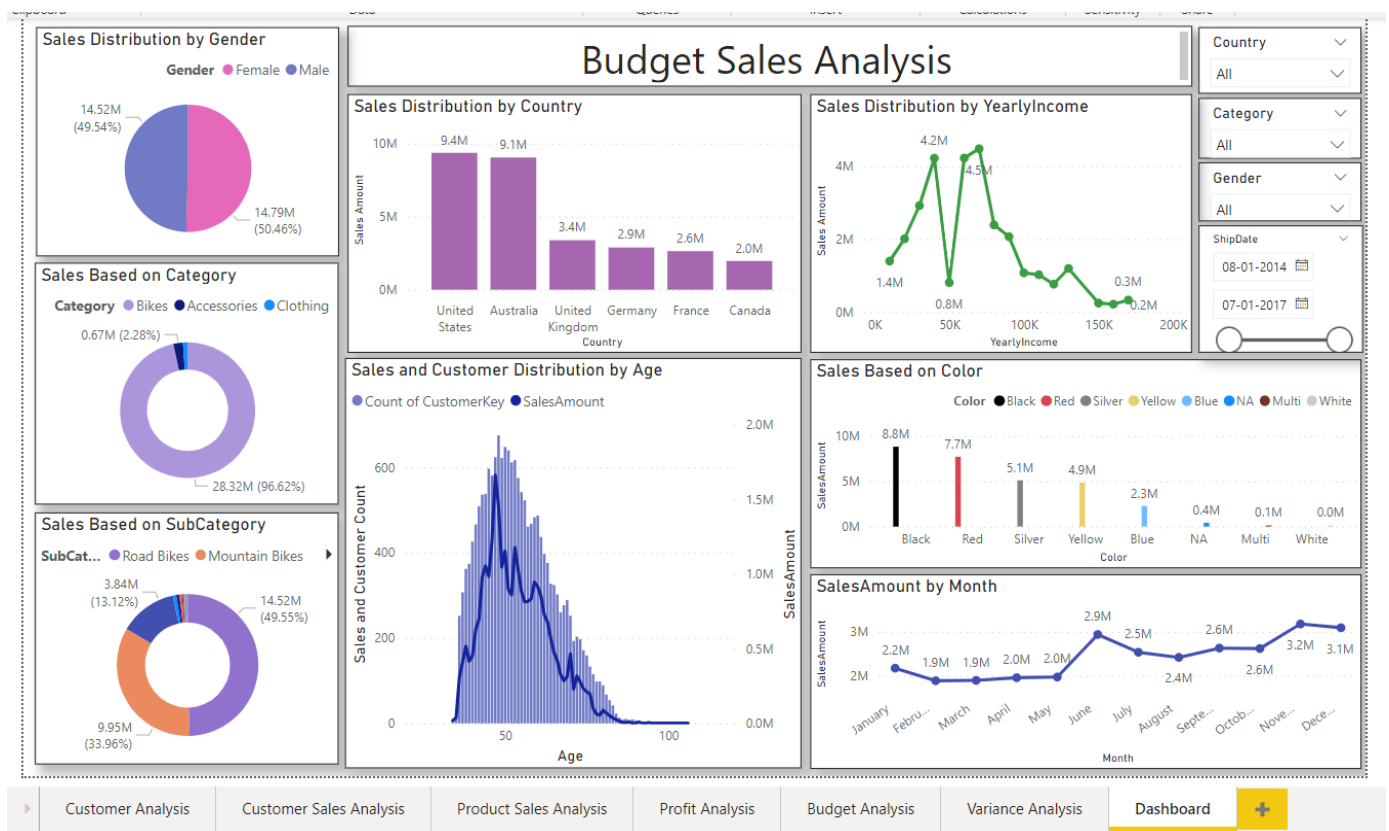 Clipboard Data Queries Insert Calculations Sensitivity Share
Sales Distribution by Gender
Gender Female Male
14.52M
(49.54%)
14.79M
(50.46%)
Budget Sales Analysis
Country
All
Category
All
Gender
All
ShipDate
08-01-2014
07-01-2017
Sales Distribution by Country
10M
5M
0M
Sales Amount
9.4M
9.1M
3.4M
2.9M
2.6M
2.0M
United
States
Australia
United
Kingdom
Germany
France
Canada
Country
Sales Distribution by YearlyIncome
4M
2M
0M
Sales Amount
4.2M
4.5M
1.4M
0.8M
0.3M
0.2M
0K 50K 100K 150K 200K
YearlyIncome
Sales Based on Category
Category Bikes Accessories Clothing
0.67M (2.28%)
28.32M (96.62%)
Sales and Customer Distribution by Age
Count of CustomerKey SalesAmount
600
400
200
0
Sales and Customer Count
2.0M
1.5M
1.0M
0.5M
0.0M
SalesAmount
50 100
Age
Sales Based on Color
Color Black Red Silver Yellow Blue NA Multi White
10M
5M
0M
SalesAmount
8.8M
7.7M
5.1M
4.9M
2.3M
0.4M
0.1M
0.0M
Black Red Silver Yellow Blue NA Multi White
Color
Sales Based on SubCategory
SubCat... Road Bikes Mountain Bikes
3.84M
(13.12%)
14.52M
(49.55%)
9.95M
(33.96%)
SalesAmount by Month
3M
2M
SalesAmount
2.2M
1.9M
1.9M
2.0M
2.0M
2.9M
2.5M
2.4M
2.6M
2.6M
3.2M
3.1M
January
Febru...
March
April
May
June
July
August
Septe...
Octob...
Nove...
Dece...
Month
Customer Analysis
Customer Sales Analysis
Product Sales Analysis
Profit Analysis
Budget Analysis
Variance Analysis
Dashboard